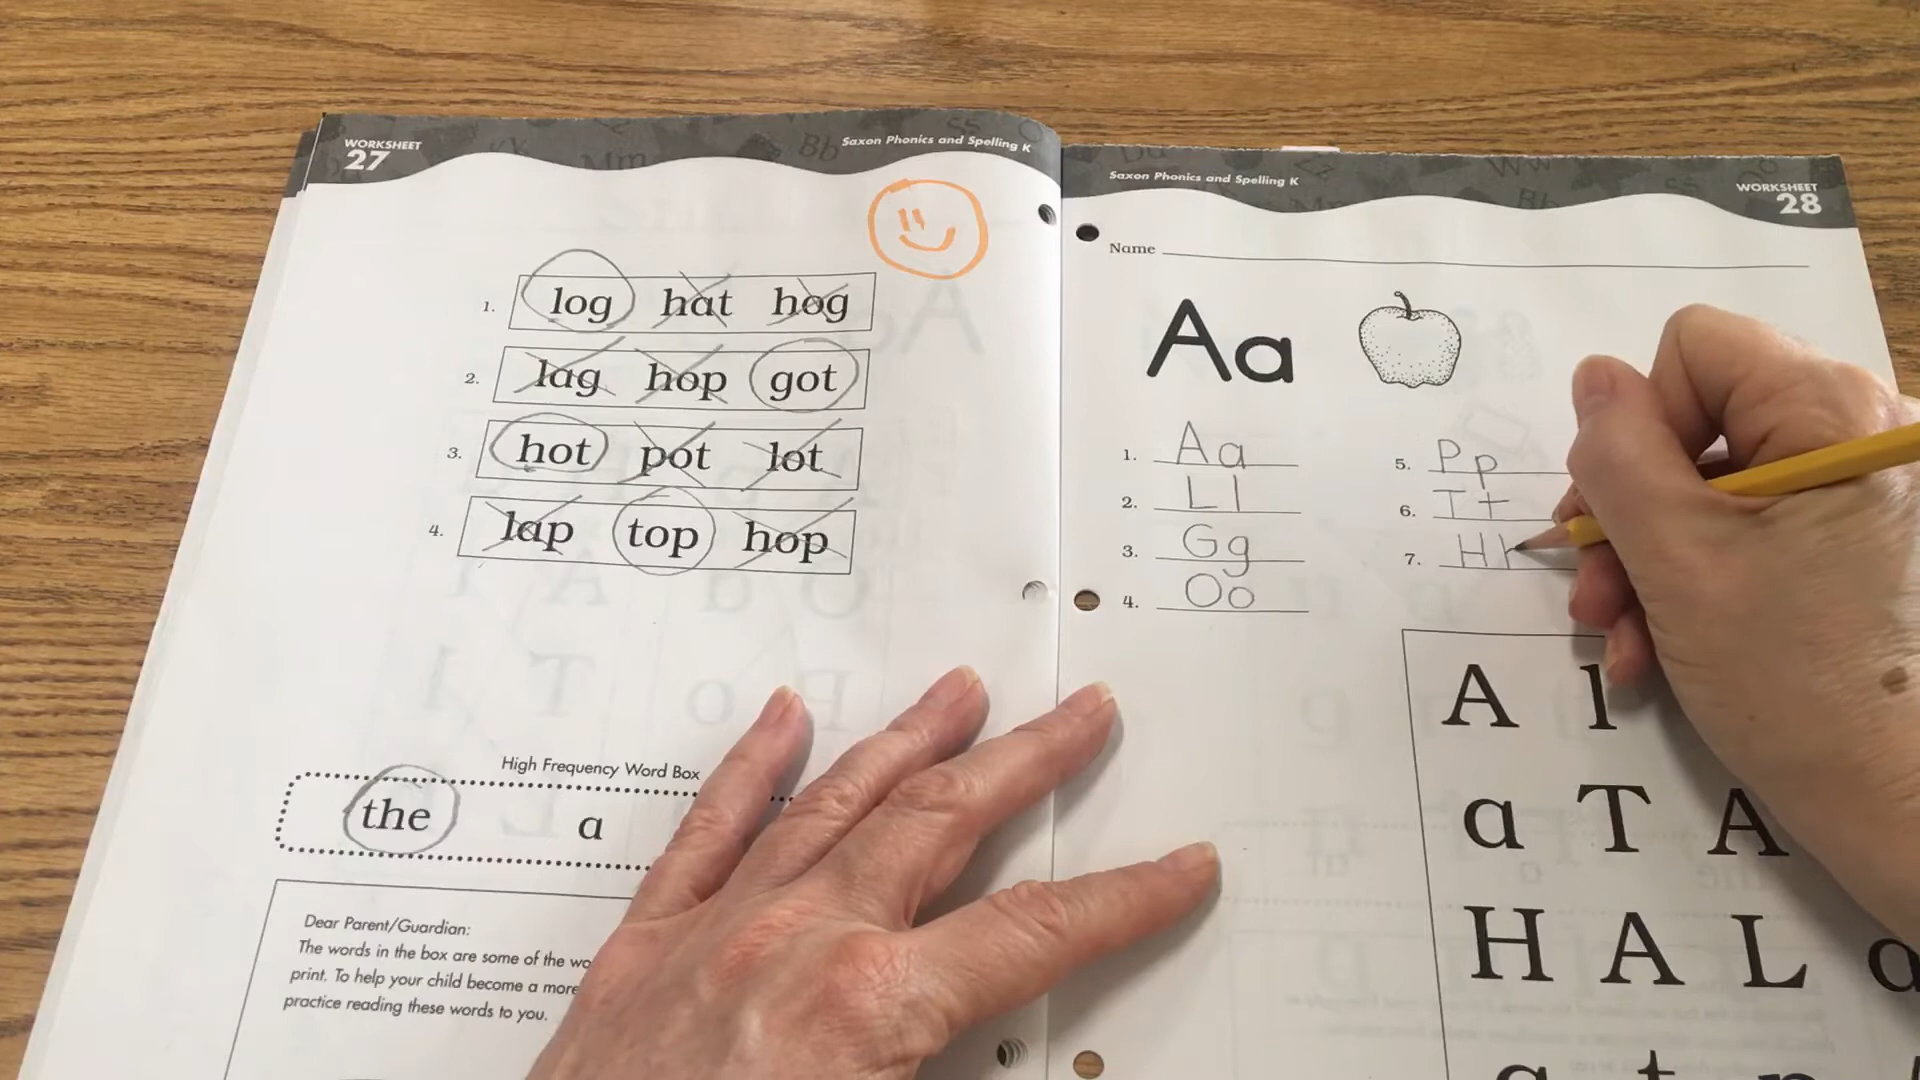 WORKSHEET
27
Saxon Phonics and Spelling K
1. log hat hog
2. lag hop got
3. hot pot lot
4. lap top hop
High Frequency Word Box
the a
Dear Parent/Guardian:
The words in the box are some of the
print. To help your child become a more
practice reading these words to you.
Saxon Phonics and Spelling K
WORKSHEET
28
Name
Aa
1. Aa
2. Ll
3. Gg
4. Oo
5. Pp
6. Tt
7. Hh
A l
a T A
H A L a